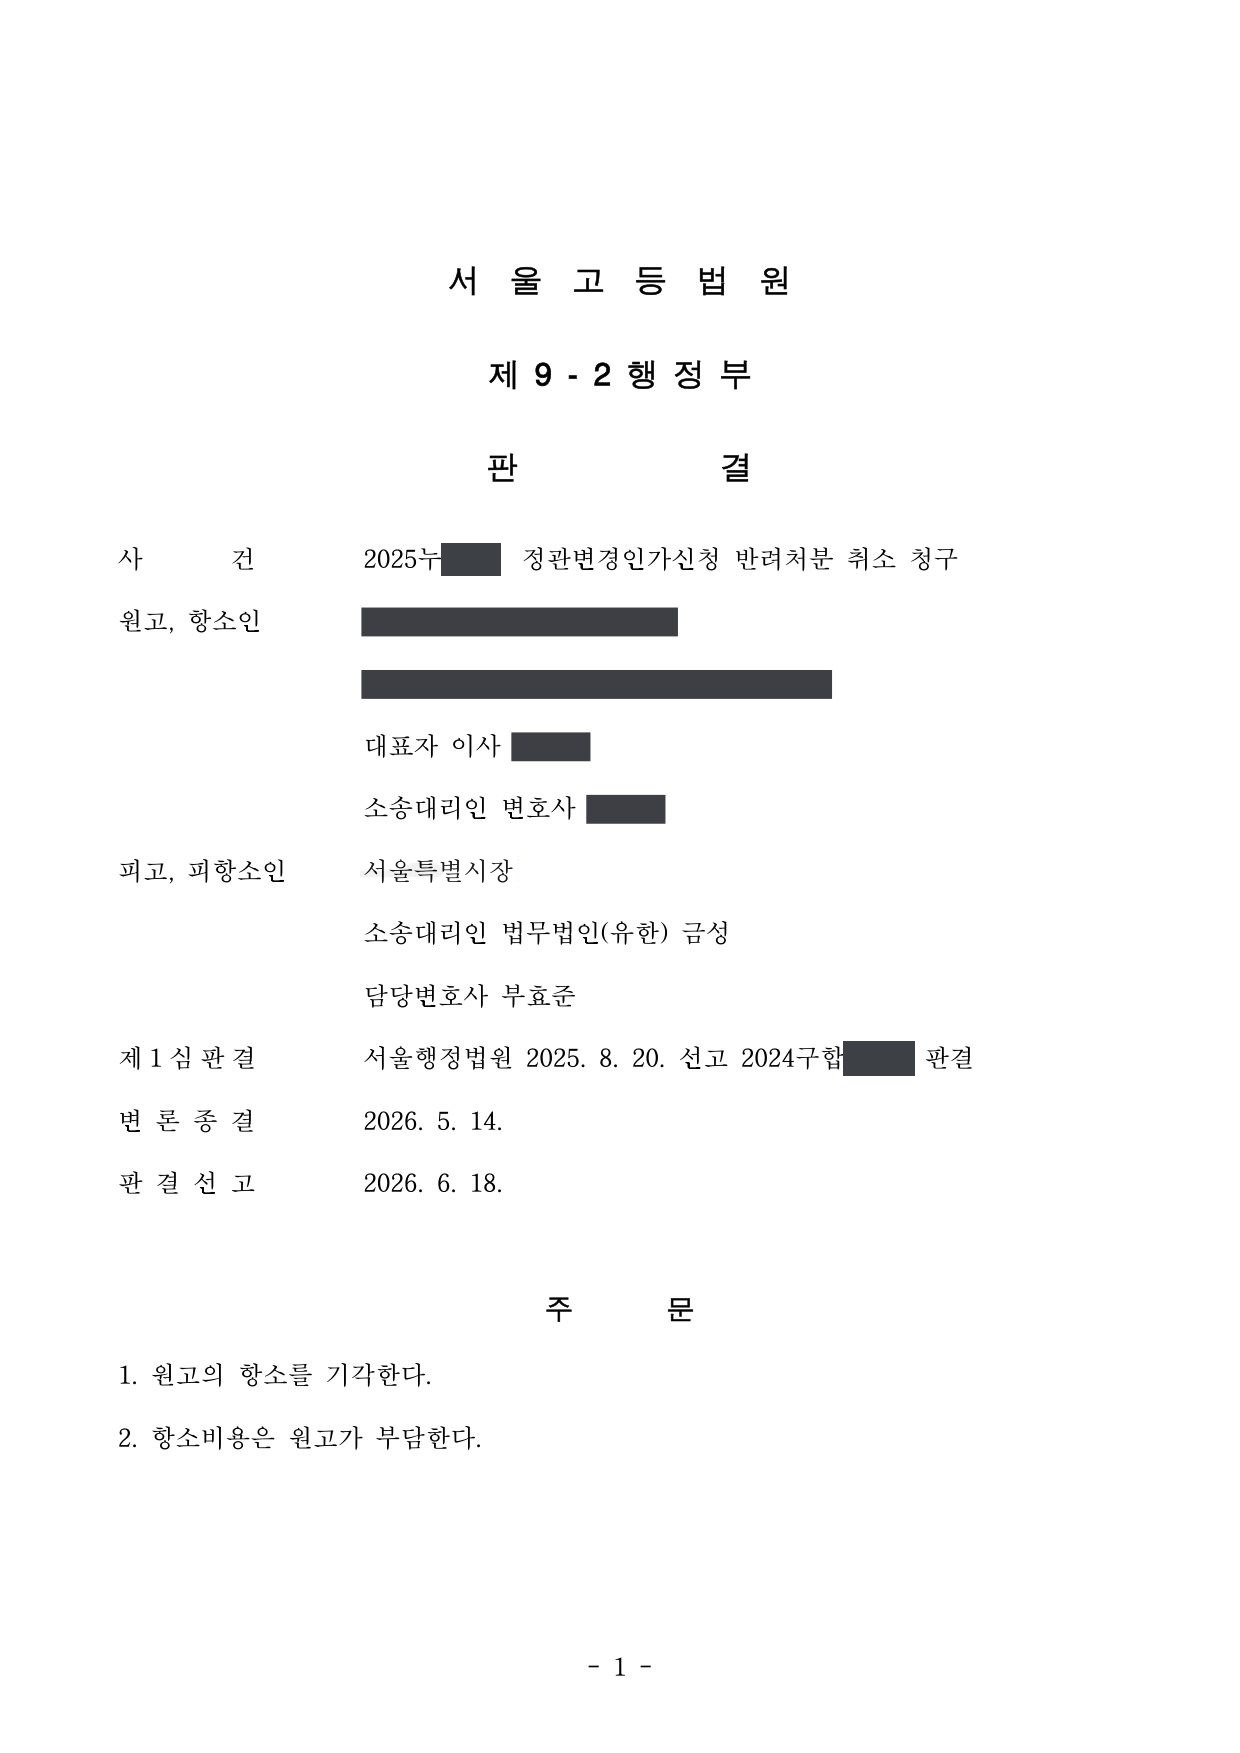 서 울 고 등 법 원
제 9 - 2 행 정 부
판 결
사 건 2025누 정관변경인가신청 반려처분 취소 청구
원고, 항소인
대표자 이사
소송대리인 변호사
피고, 피항소인 서울특별시장
소송대리인 법무법인(유한) 금성
담당변호사 부효준
제 1 심 판 결 서울행정법원 2025. 8. 20. 선고 2024구합 판결
변 론 종 결 2026. 5. 14.
판 결 선 고 2026. 6. 18.
주 문
1. 원고의 항소를 기각한다.
2. 항소비용은 원고가 부담한다.
- 1 -